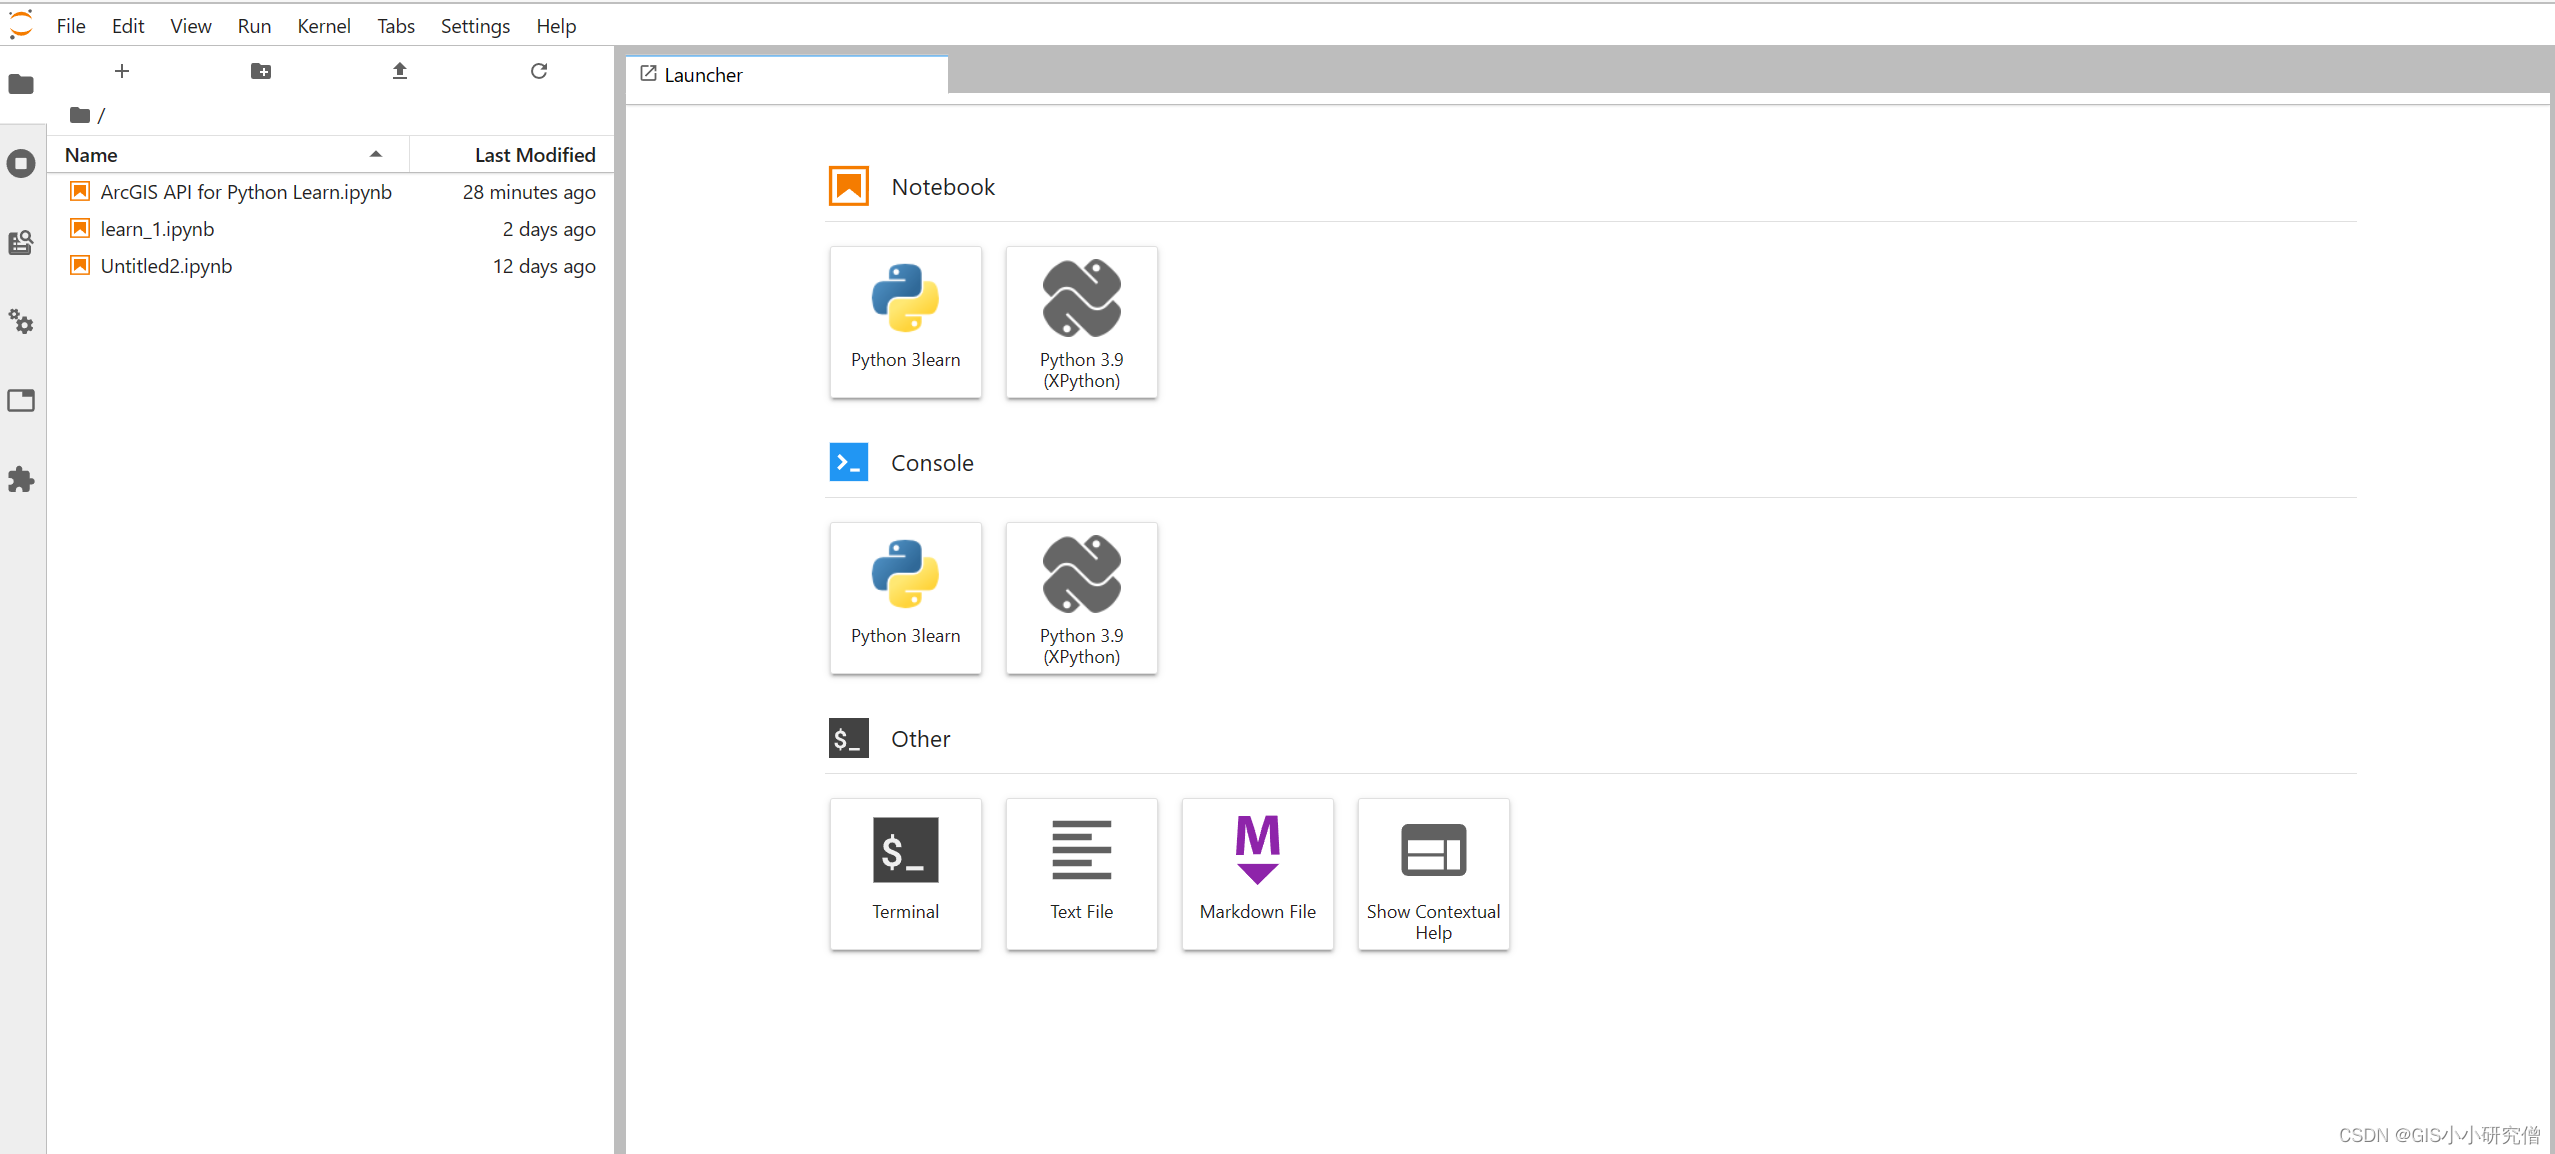 File Edit View Run Kernel Tabs Settings Help
Launcher
/
Name Last Modified
ArcGIS API for Python Learn.ipynb 28 minutes ago
learn_1.ipynb 2 days ago
Untitled2.ipynb 12 days ago
Notebook
Python 3learn
Python 3.9
(XPython)
Console
Python 3learn
Python 3.9
(XPython)
$_ Other
$_
Terminal
Text File
M
Markdown File
Show Contextual
Help
CSDN @GIS小小研究僧